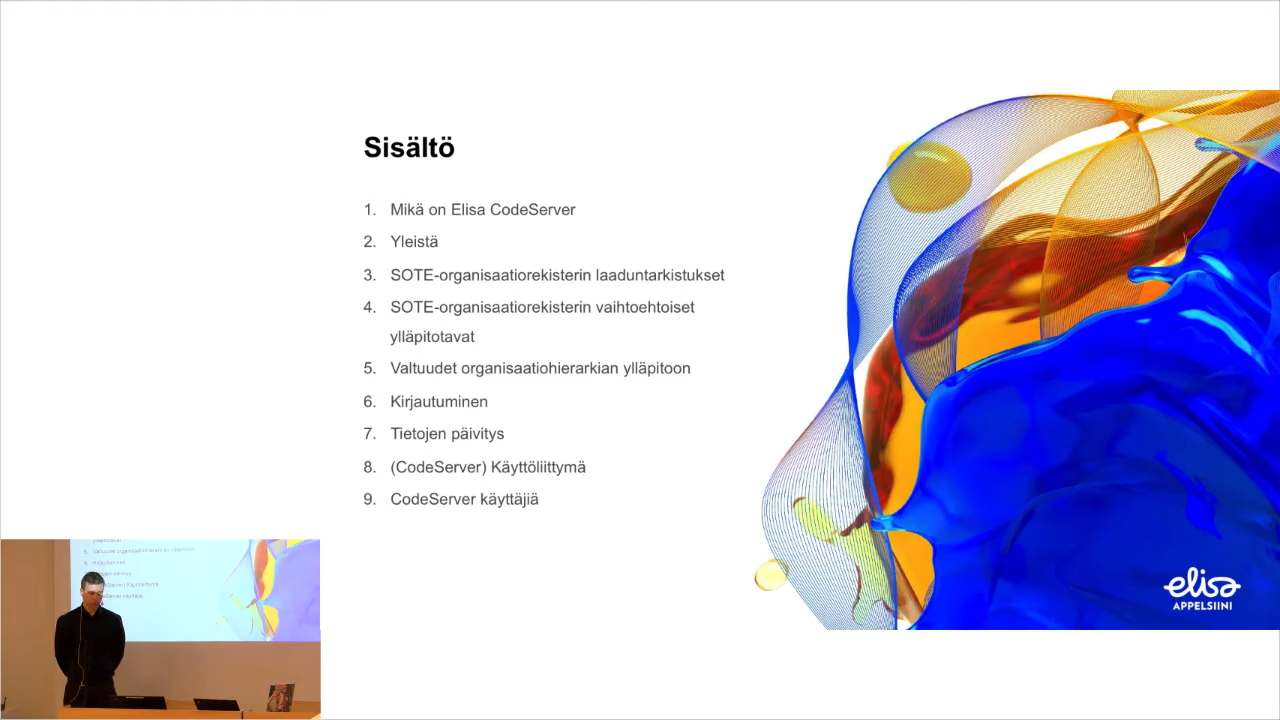 Sisältö
1. Mikä on Elisa CodeServer
2. Yleistä
3. SOTE-organisaatiorekisterin laaduntarkistukset
4. SOTE-organisaatiorekisterin vaihtoehtoiset
ylläpitotavat
5. Valtuudet organisaatiohierarkian ylläpitoon
6. Kirjautuminen
7. Tietojen päivitys
8. (CodeServer) Käyttöliittymä
9. CodeServer käyttäjiä
elisa
APPELSIINI